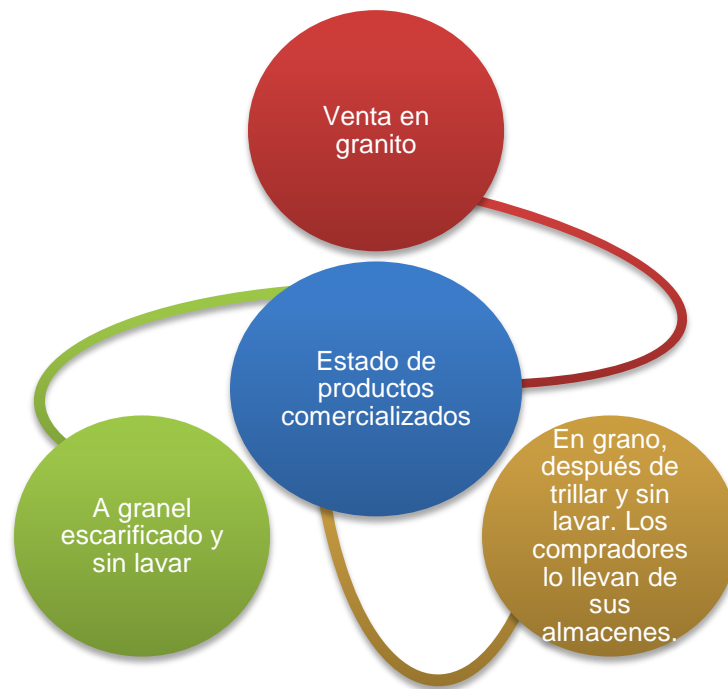 Venta en
granito
Estado de
productos
comercializados
A granel
escarificado y
sin lavar
En grano,
después de
trillar y sin
lavar. Los
compradores
lo llevan de
sus
almacenes.